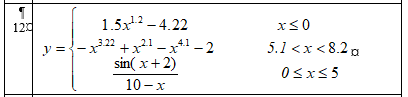 ¶
12¤
y = { 1.5x^1.2 − 4.22    x ≤ 0
− x^3.22 + x^2.1 − x^4.1 − 2    5.1 < x < 8.2 ¤
sin( x + 2) / 10 − x    0 ≤ x ≤ 5